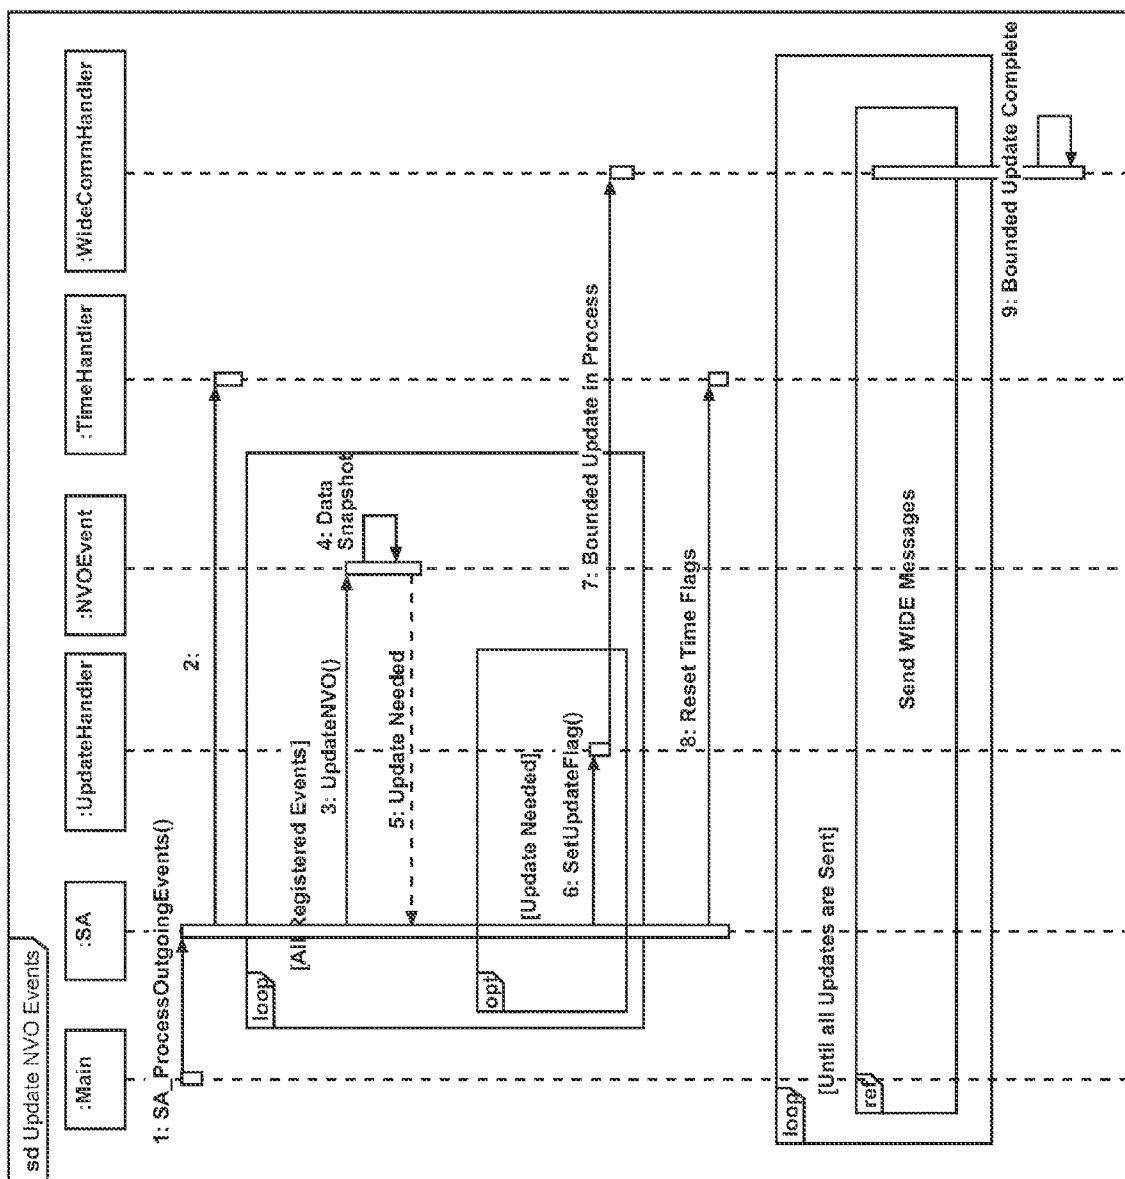 sd Update NVO Events
:Main
:SA
:UpdateHandler
:NVOEvent
:TimeHandler
:WideCommHandler
1: SA_ProcessOutgoingEvents()
2:
loop
[All Registered Events]
3: UpdateNVO()
4: Data
Snapshot
5: Update Needed
opt
[Update Needed]
6: SetUpdateFlag()
7: Bounded Update in Process
8: Reset Time Flags
loop
[Until all Updates are Sent]
ref
Send WIDE Messages
9: Bounded Update Complete